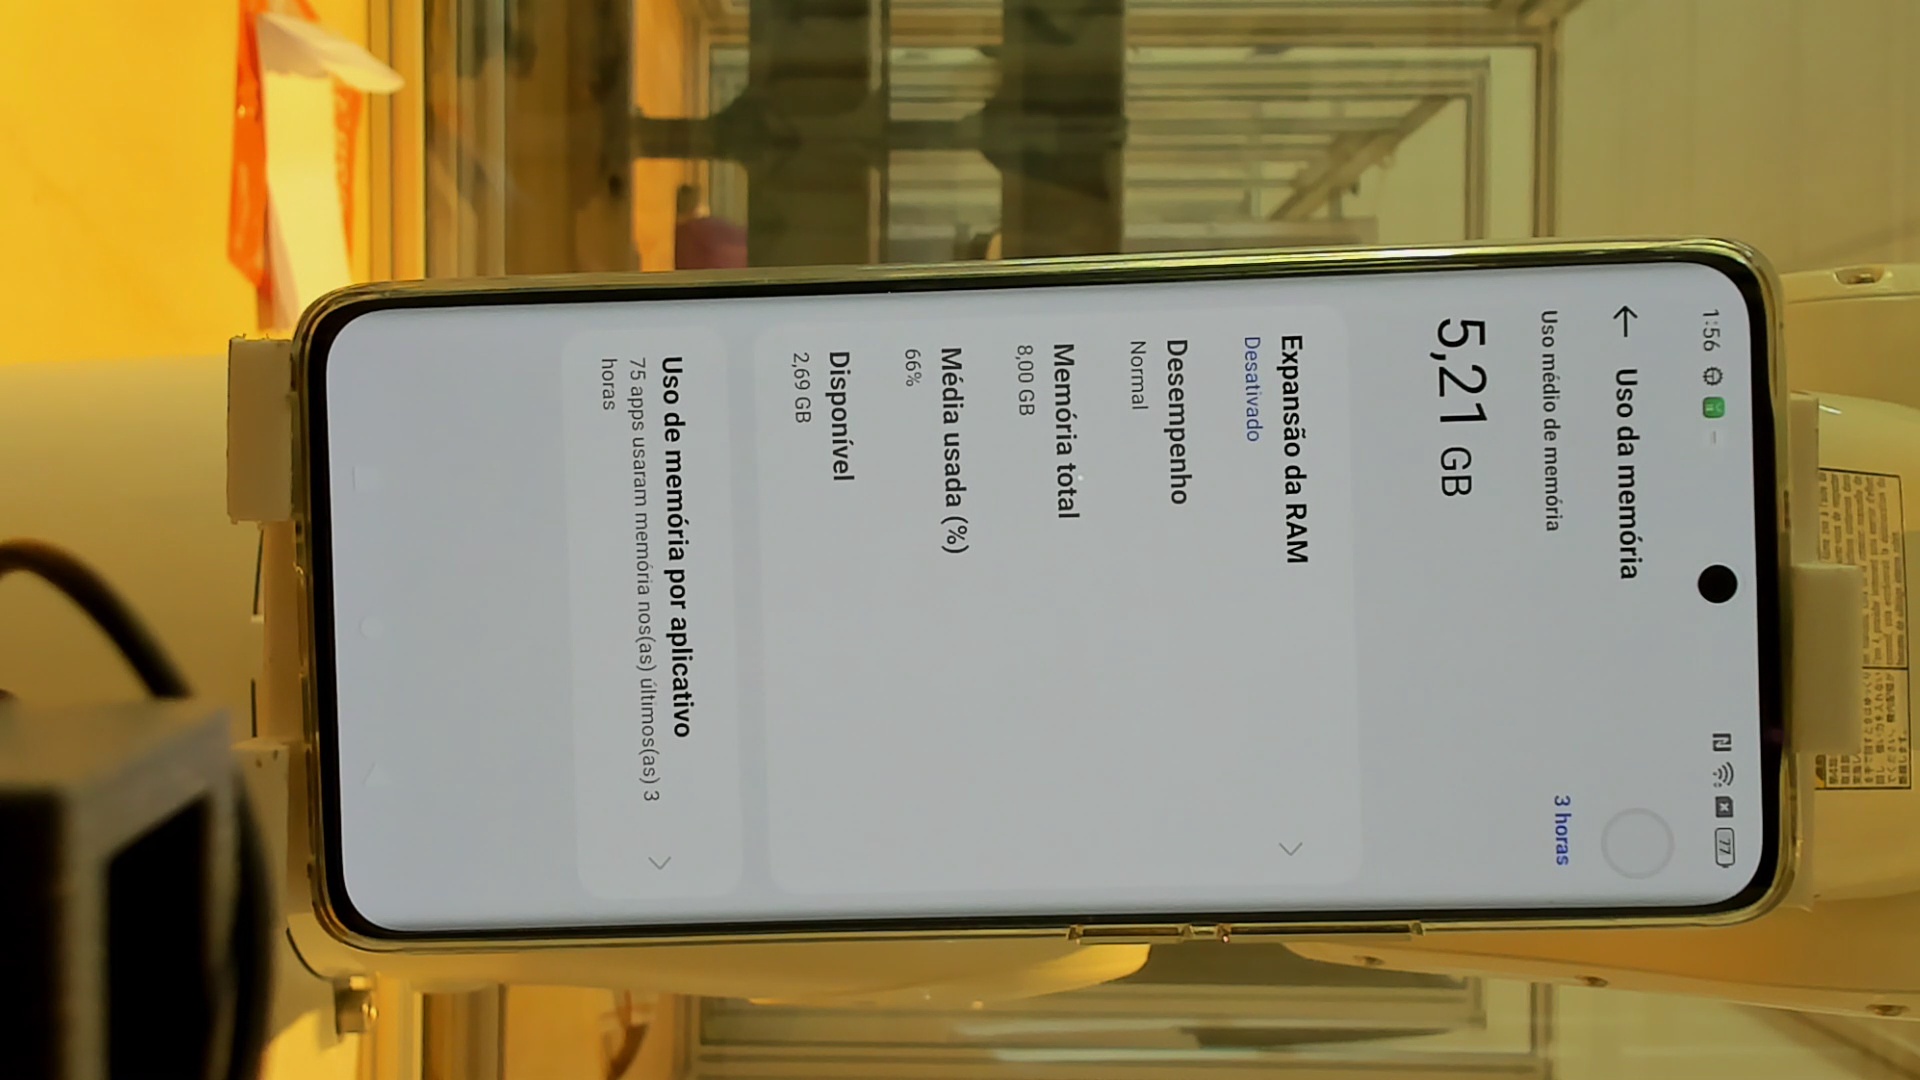 1:56
77
← Uso da memória
Uso médio de memória
3 horas
5,21 GB
Expansão da RAM
Desativado
Desempenho
Normal
Memória total
8,00 GB
Média usada (%)
66%
Disponível
2,69 GB
Uso de memória por aplicativo
75 apps usaram memória nos(as) últimos(as) 3
horas